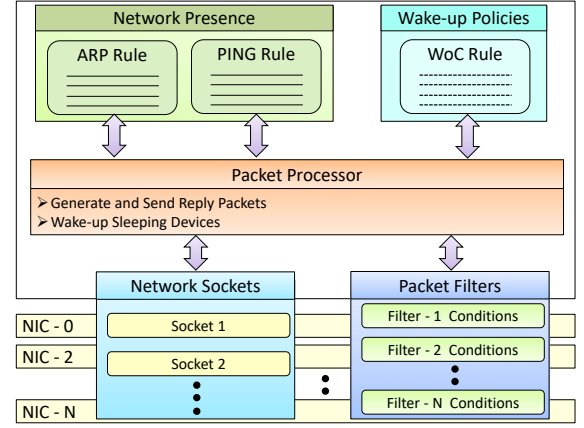 Network Presence
Wake-up Policies
ARP Rule
PING Rule
WoC Rule
Packet Processor
➢ Generate and Send Reply Packets
➢ Wake-up Sleeping Devices
Network Sockets
Packet Filters
NIC - 0
Socket 1
Filter - 1 Conditions
NIC - 2
Socket 2
Filter - 2 Conditions
NIC - N
Filter - N Conditions